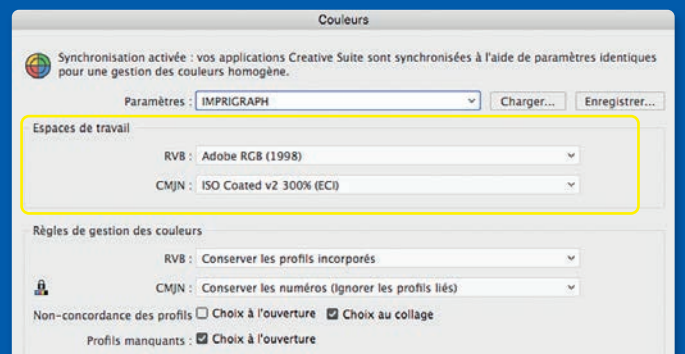 Couleurs
Synchronisation activée : vos applications Creative Suite sont synchronisées à l'aide de paramètres identiques
pour une gestion des couleurs homogène.
Paramètres : IMPRIGRAPH Charger... Enregistrer...
Espaces de travail
RVB : Adobe RGB (1998)
CMJN : ISO Coated v2 300% (ECI)
Règles de gestion des couleurs
RVB : Conserver les profils incorporés
CMJN : Conserver les numéros (Ignorer les profils liés)
Non-concordance des profils Choix à l'ouverture Choix au collage
Profils manquants : Choix à l'ouverture